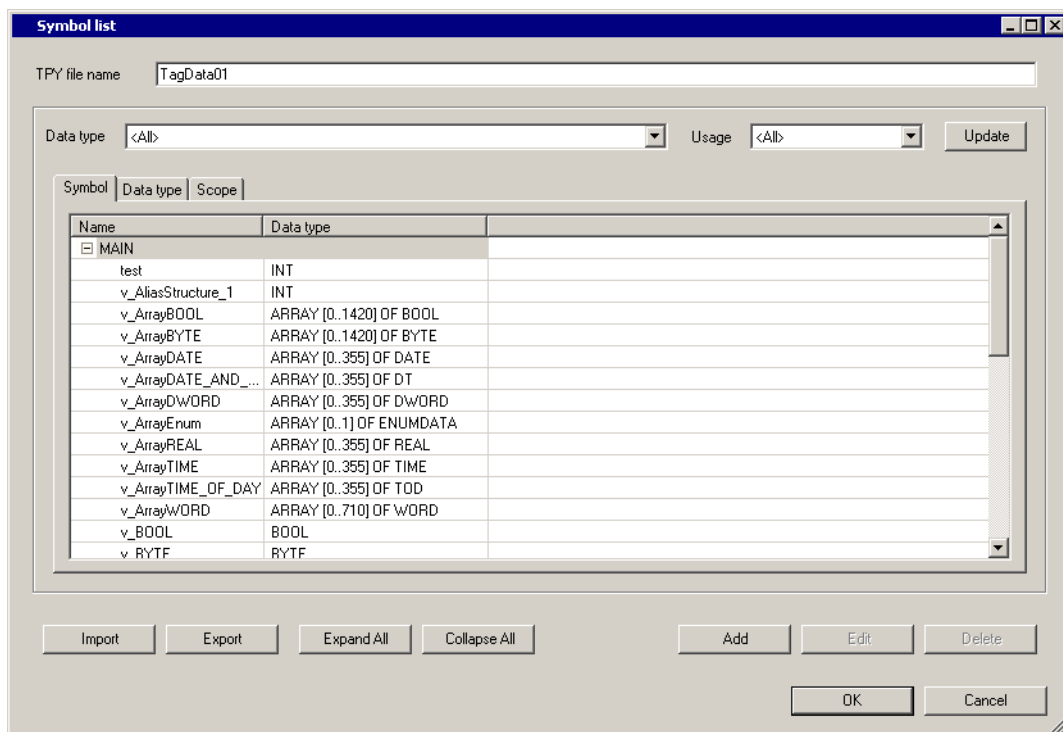 Symbol list
TPY file name TagData01
Data type <All> Usage <All> Update
Symbol Data type Scope
Name Data type
MAIN
test INT
v_AliasStructure_1 INT
v_ArrayBOOL ARRAY [0..1420] OF BOOL
v_ArrayBYTE ARRAY [0..1420] OF BYTE
v_ArrayDATE ARRAY [0..355] OF DATE
v_ArrayDATE_AND_... ARRAY [0..355] OF DT
v_ArrayDWORD ARRAY [0..355] OF DWORD
v_ArrayEnum ARRAY [0..1] OF ENUMDATA
v_ArrayREAL ARRAY [0..355] OF REAL
v_ArrayTIME ARRAY [0..355] OF TIME
v_ArrayTIME_OF_DAY ARRAY [0..355] OF TOD
v_ArrayWORD ARRAY [0..710] OF WORD
v_BOOL BOOL
v_BYTE BYTE
Import Export Expand All Collapse All Add Edit Delete
OK Cancel